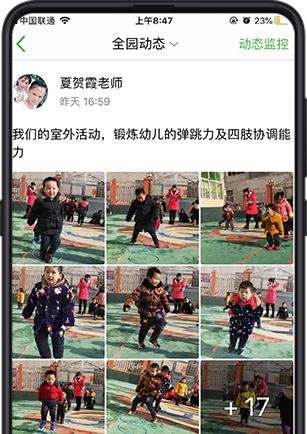 中国联通 上午8:47 23%
全园动态 动态监控
夏贺霞老师
昨天 16:59
我们的室外活动，锻炼幼儿的弹跳力及四肢协调能
力
+ 17